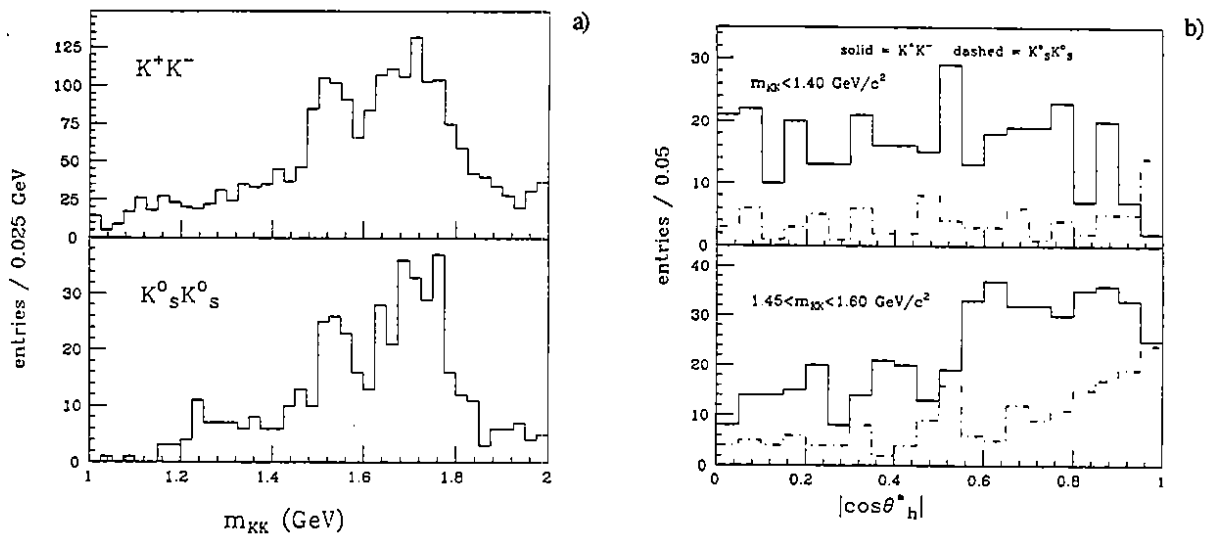 a)
K⁺K⁻
125
100
75
50
25
0
K⁰ₛK⁰ₛ
30
20
10
0
entries / 0.025 GeV
1
1.2
1.4
1.6
1.8
2
m_KK (GeV)
b)
solid = K⁺K⁻ dashed = K⁰ₛK⁰ₛ
m_KK<1.40 GeV/c²
30
20
10
0
1.45<m_KK<1.60 GeV/c²
40
30
20
10
0
entries / 0.05
0
0.2
0.4
0.6
0.8
1
|cosθ*ₕ|